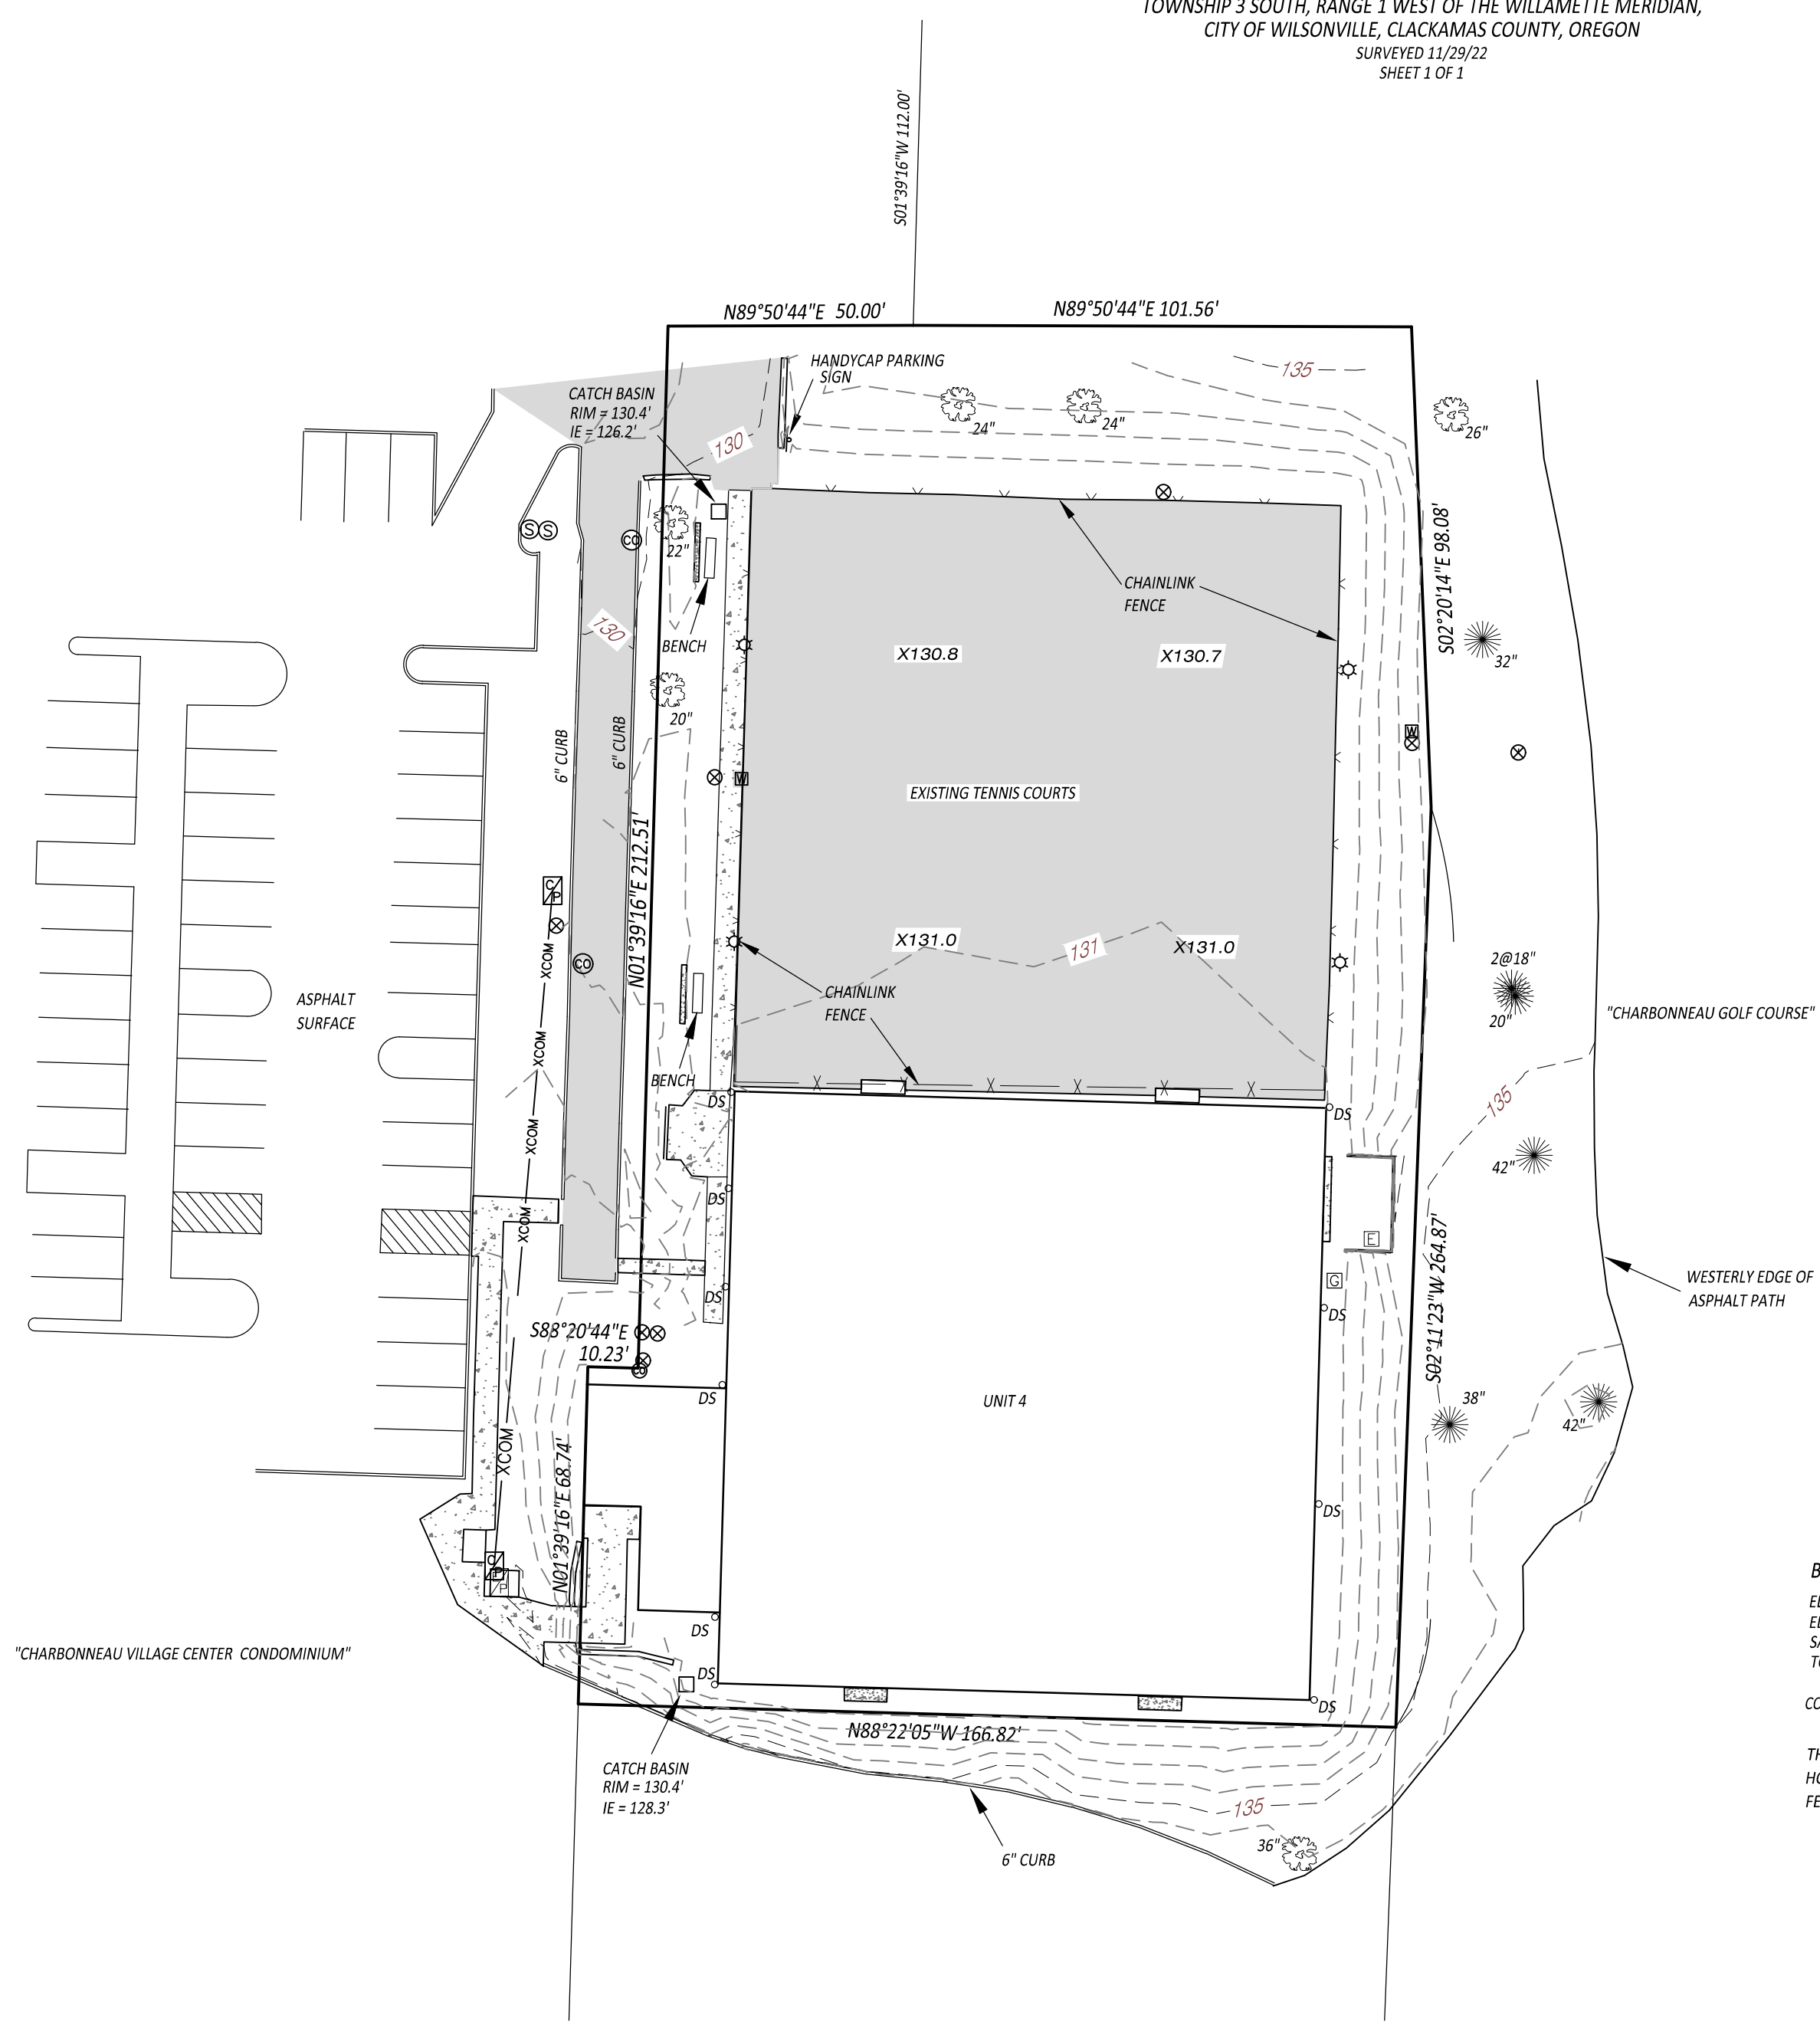 TOWNSHIP 3 SOUTH, RANGE 1 WEST OF THE WILLAMETTE MERIDIAN,
CITY OF WILSONVILLE, CLACKAMAS COUNTY, OREGON
SURVEYED 11/29/22
SHEET 1 OF 1
S01°39'16"W 112.00'
N89°50'44"E 50.00'
N89°50'44"E 101.56'
HANDYCAP PARKING
SIGN
135
CATCH BASIN
RIM = 130.4'
IE = 126.2'
130
24"
24"
26"
S S
CO
22"
CHAINLINK
FENCE
S02°20'14"E 98.08'
130
BENCH
X130.8
X130.7
32"
20"
6" CURB
6" CURB
W
W
EXISTING TENNIS COURTS
N01°39'16"E 212.51'
C
P
X131.0
131
X131.0
XCOM
CO
2@18"
20"
CHAINLINK
FENCE
ASPHALT
SURFACE
"CHARBONNEAU GOLF COURSE"
XCOM
BENCH
DS
DS
135
XCOM
42"
DS
XCOM
E
G
DS
DS
S02°11'23"W 264.87'
WESTERLY EDGE OF
ASPHALT PATH
S88°20'44"E
10.23'
CO
DS
UNIT 4
38"
42"
XCOM
N01°39'16"E 68.74'
DS
C
P
P
DS
"CHARBONNEAU VILLAGE CENTER CONDOMINIUM"
DS
DS
N88°22'05"W 166.82'
CATCH BASIN
RIM = 130.4'
IE = 128.3'
135
36"
6" CURB